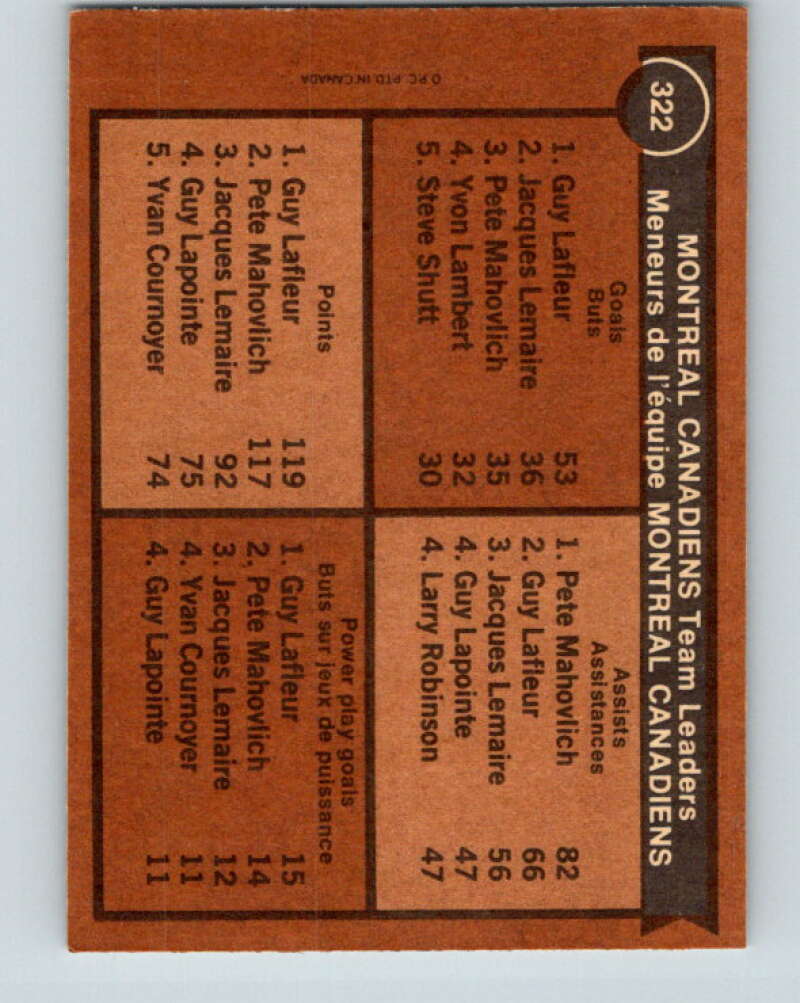 322
MONTREAL CANADIENS Team Leaders
Meneurs de l'équipe MONTREAL CANADIENS
Goals
Buts
1. Guy Lafleur 53
2. Jacques Lemaire 36
3. Pete Mahovlich 35
4. Yvon Lambert 32
5. Steve Shutt 30
Assists
Assistances
1. Pete Mahovlich 82
2. Guy Lafleur 66
3. Jacques Lemaire 56
4. Guy Lapointe 47
4. Larry Robinson 47
Points
1. Guy Lafleur 119
2. Pete Mahovlich 117
3. Jacques Lemaire 92
4. Guy Lapointe 75
5. Yvan Cournoyer 74
Power play goals
Buts sur jeux de puissance
1. Guy Lafleur 15
2. Pete Mahovlich 14
3. Jacques Lemaire 12
4. Yvan Cournoyer 11
4. Guy Lapointe 11
O.P.C. PTD. IN CANADA